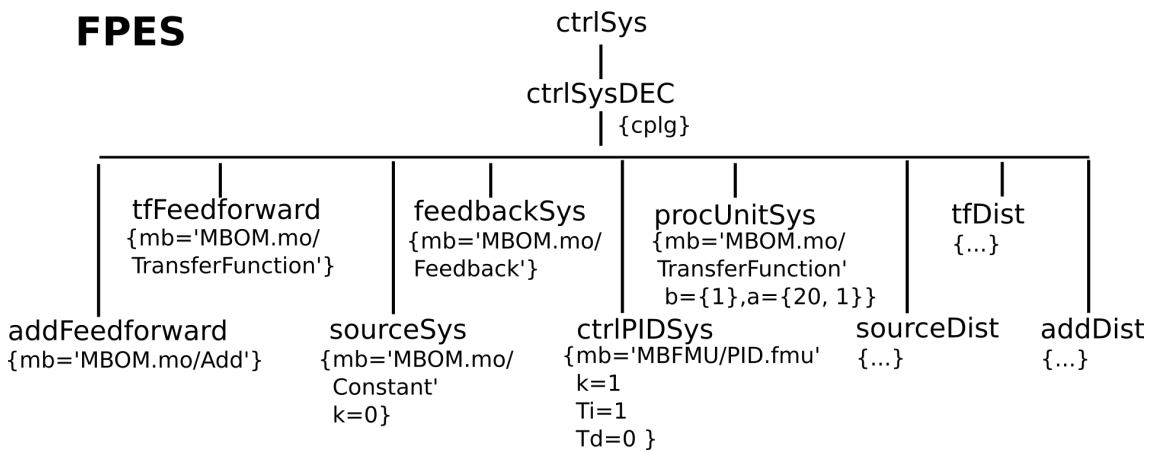 FPES
ctrlSys
ctrlSysDEC
{cplg}
tfFeedforward
{mb='MBOM.mo/
TransferFunction'}
feedbackSys
{mb='MBOM.mo/
Feedback'}
procUnitSys
{mb='MBOM.mo/
TransferFunction'
b={1},a={20, 1}}
tfDist
{...}
addFeedforward
{mb='MBOM.mo/Add'}
sourceSys
{mb='MBOM.mo/
Constant'
k=0}
ctrlPIDSys
{mb='MBFMU/PID.fmu'
k=1
Ti=1
Td=0 }
sourceDist
{...}
addDist
{...}